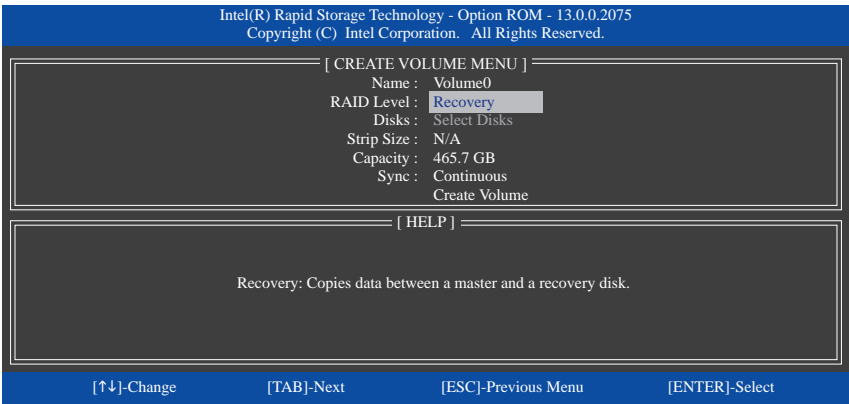 Intel(R) Rapid Storage Technology - Option ROM - 13.0.0.2075
Copyright (C) Intel Corporation. All Rights Reserved.
[ CREATE VOLUME MENU ]
Name : Volume0
RAID Level : Recovery
Disks : Select Disks
Strip Size : N/A
Capacity : 465.7 GB
Sync : Continuous
Create Volume
[ HELP ]
Recovery: Copies data between a master and a recovery disk.
[↑↓]-Change [TAB]-Next [ESC]-Previous Menu [ENTER]-Select